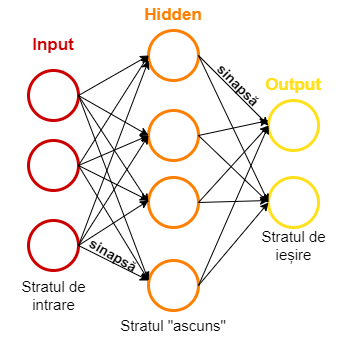 Hidden
Input
sinapsă
Output
sinapsă
Stratul de
intrare
Stratul de
ieșire
Stratul "ascuns"